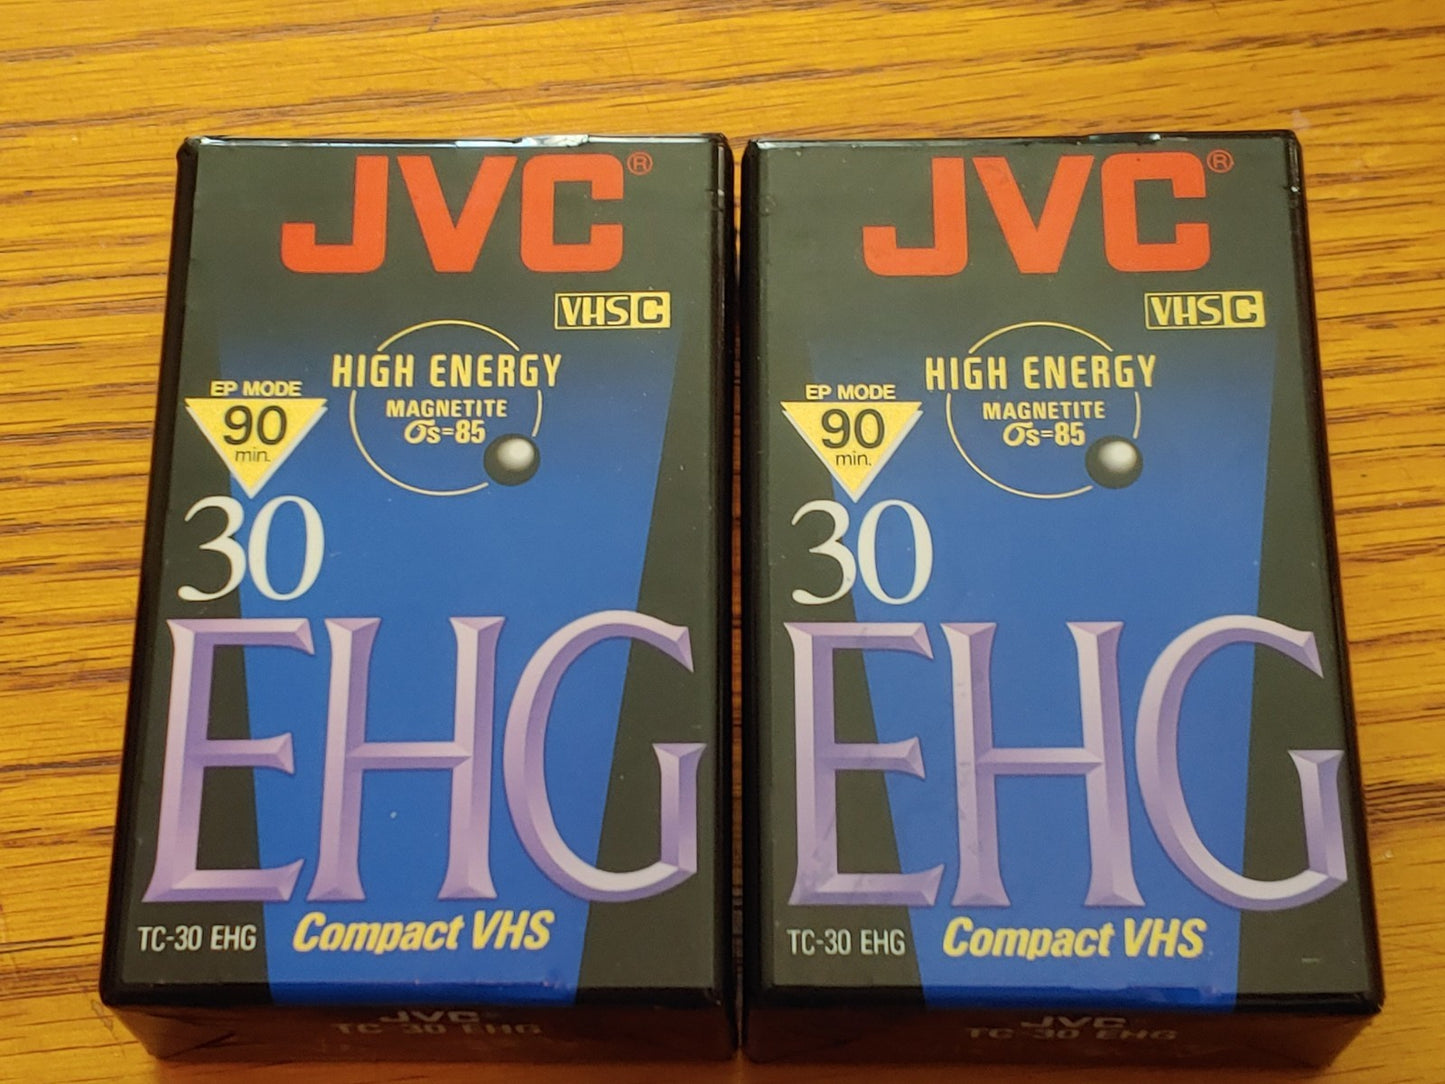 JVC®
VHS C
HIGH ENERGY
MAGNETITE
σs=85
EP MODE
90
min.
30
EHG
TC-30 EHG
Compact VHS
JVC
TC-30 EHG
JVC®
VHS C
HIGH ENERGY
MAGNETITE
σs=85
EP MODE
90
min.
30
EHG
TC-30 EHG
Compact VHS
JVC
TC-30 EHG